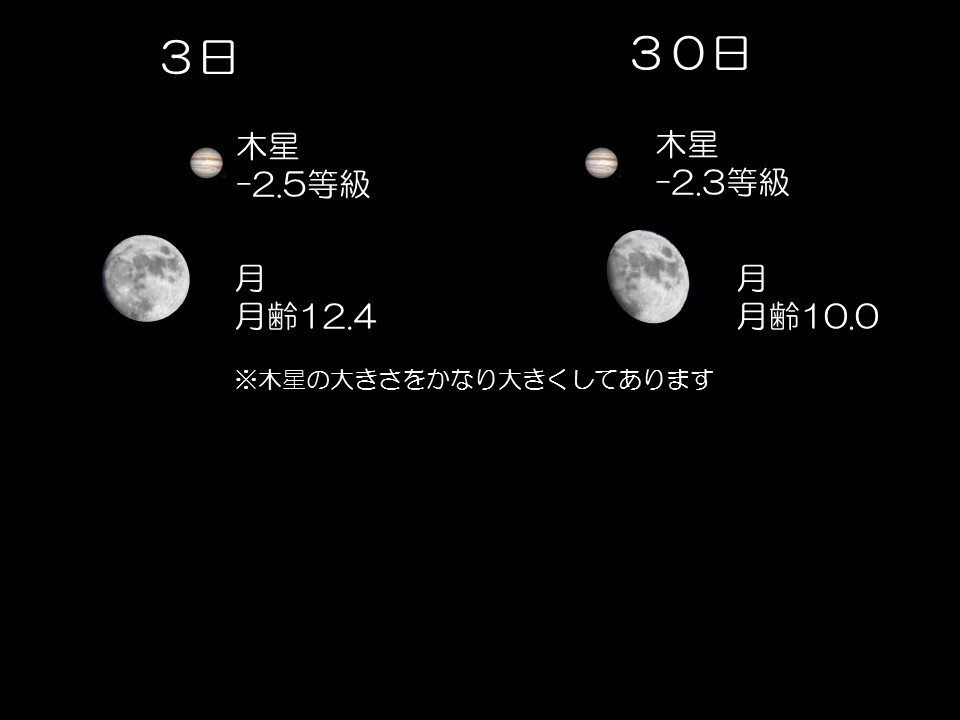 ３日
木星
-2.5等級
月
月齢12.4
３０日
木星
-2.3等級
月
月齢10.0
※木星の大きさをかなり大きくしてあります